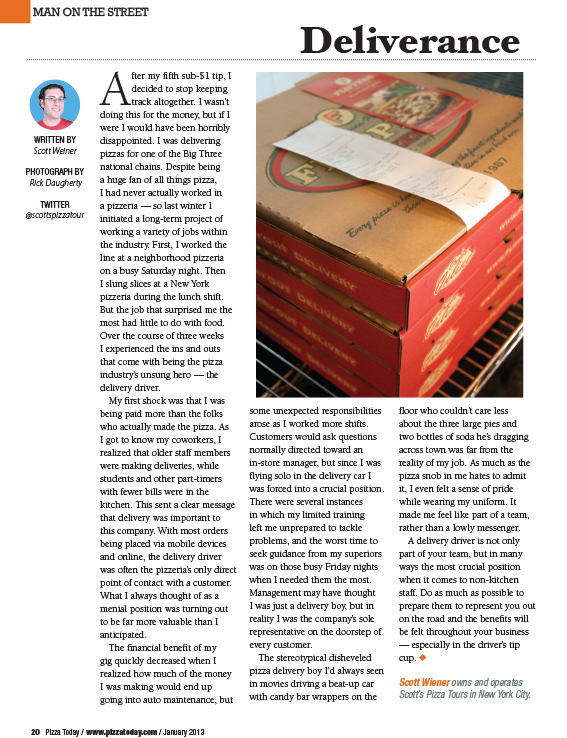 MAN ON THE STREET
Deliverance
WRITTEN BY
Scott Weiner
PHOTOGRAPH BY
Rick Daugherty
TWITTER
@scottspizzatour
After my fifth sub-$1 tip, I
decided to stop keeping
track altogether. I wasn't
doing this for the money, but if I
were I would have been horribly
disappointed. I was delivering
pizzas for one of the Big Three
national chains. Despite being
a huge fan of all things pizza,
I had never actually worked in
a pizzeria — so last winter I
initiated a long-term project of
working a variety of jobs within
the industry. First, I worked the
line at a neighborhood pizzeria
on a busy Saturday night. Then
I slung slices at a New York
pizzeria during the lunch shift.
But the job that surprised me the
most had little to do with food.
Over the course of three weeks
I experienced the ins and outs
that come with being the pizza
industry's unsung hero — the
delivery driver.
My first shock was that I was
being paid more than the folks
who actually made the pizza. As
I got to know my coworkers, I
realized that older staff members
were making deliveries, while
students and other part-timers
with fewer bills were in the
kitchen. This sent a clear message
that delivery was important to
this company. With most orders
being placed via mobile devices
and online, the delivery driver
was often the pizzeria's only direct
point of contact with a customer.
What I always thought of as a
menial position was turning out
to be far more valuable than I
anticipated.
The financial benefit of my
gig quickly decreased when I
realized how much of the money
I was making would end up
going into auto maintenance, but
some unexpected responsibilities
arose as I worked more shifts.
Customers would ask questions
normally directed toward an
in-store manager, but since I was
flying solo in the delivery car I
was forced into a crucial position.
There were several instances
in which my limited training
left me unprepared to tackle
problems, and the worst time to
seek guidance from my superiors
was on those busy Friday nights
when I needed them the most.
Management may have thought
I was just a delivery boy, but in
reality I was the company's sole
representative on the doorstep of
every customer.
The stereotypical disheveled
pizza delivery boy I'd always seen
in movies driving a beat-up car
with candy bar wrappers on the
floor who couldn't care less
about the three large pies and
two bottles of soda he's dragging
across town was far from the
reality of my job. As much as the
pizza snob in me hates to admit
it, I even felt a sense of pride
while wearing my uniform. It
made me feel like part of a team,
rather than a lowly messenger.
A delivery driver is not only
part of your team, but in many
ways the most crucial position
when it comes to non-kitchen
staff. Do as much as possible to
prepare them to represent you out
on the road and the benefits will
be felt throughout your business
— especially in the driver's tip
cup. ◆
Scott Wiener owns and operates
Scott's Pizza Tours in New York City.
Every pizza is
1987
OUT DELIVERY
OUT DELIVERY
20 Pizza Today / www.pizzatoday.com / January 2013